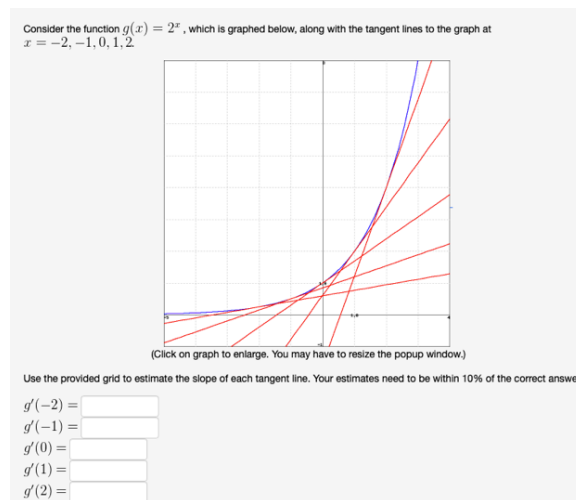 Consider the function g(x) = 2ˣ , which is graphed below, along with the tangent lines to the graph at
x = −2, −1, 0, 1, 2.
(Click on graph to enlarge. You may have to resize the popup window.)
Use the provided grid to estimate the slope of each tangent line. Your estimates need to be within 10% of the correct answe
g′(−2) =
g′(−1) =
g′(0) =
g′(1) =
g′(2) =